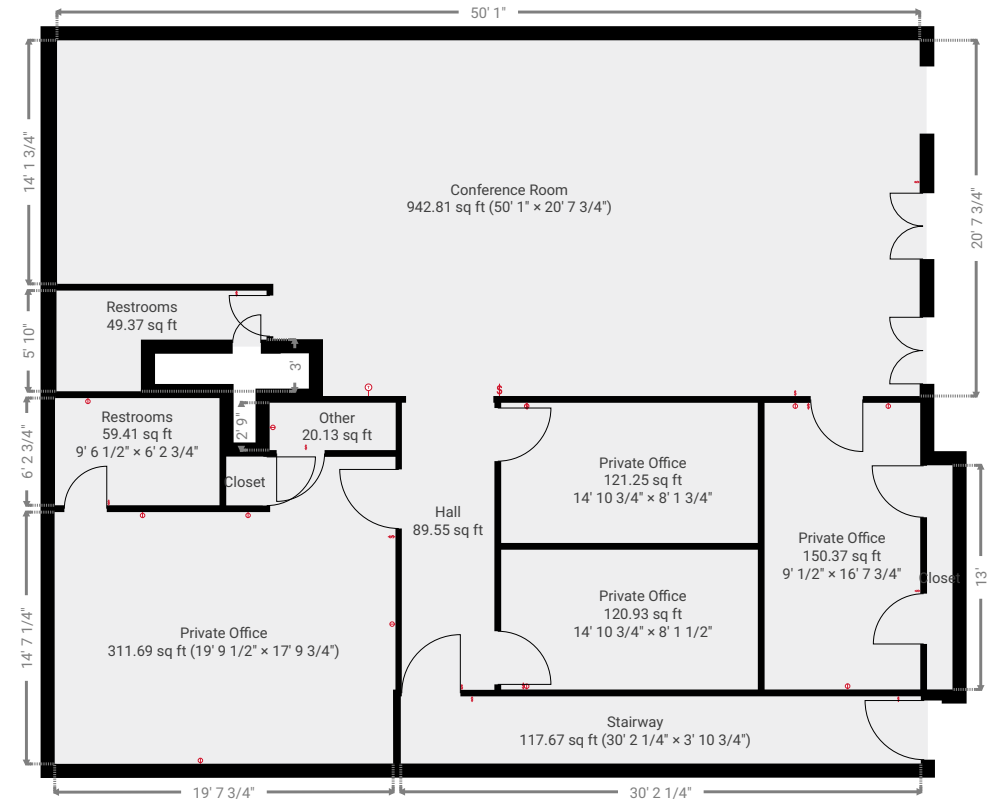 50' 1"
14' 1 3/4"
20' 7 3/4"
Conference Room
942.81 sq ft (50' 1" × 20' 7 3/4")
5' 10"
Restrooms
49.37 sq ft
3'
6' 2 3/4"
Restrooms
59.41 sq ft
9' 6 1/2" × 6' 2 3/4"
2' 9"
Other
20.13 sq ft
Closet
Hall
89.55 sq ft
Private Office
121.25 sq ft
14' 10 3/4" × 8' 1 3/4"
Private Office
150.37 sq ft
9' 1/2" × 16' 7 3/4"
Closet
13'
Private Office
120.93 sq ft
14' 10 3/4" × 8' 1 1/2"
14' 7 1/4"
Private Office
311.69 sq ft (19' 9 1/2" × 17' 9 3/4")
Stairway
117.67 sq ft (30' 2 1/4" × 3' 10 3/4")
19' 7 3/4"
30' 2 1/4"